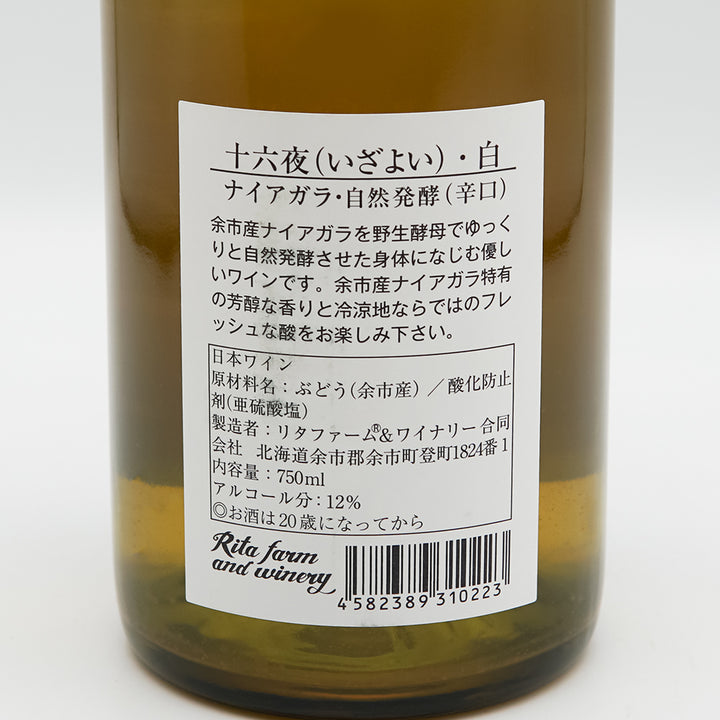 十六夜(いざよい)・白
ナイアガラ・自然発酵(辛口)
余市産ナイアガラを野生酵母でゆっく
りと自然発酵させた身体になじむ優し
いワインです。余市産ナイアガラ特有
の芳醇な香りと冷涼地ならではのフレ
ッシュな酸をお楽しみ下さい。
日本ワイン
原材料名：ぶどう(余市産)／酸化防止
剤(亜硫酸塩)
製造者：リタファーム®&ワイナリー合同
会社 北海道余市郡余市町登町1824番1
内容量：750ml
アルコール分：12%
◎お酒は20歳になってから
Rita farm
and winery
4 582389 310223